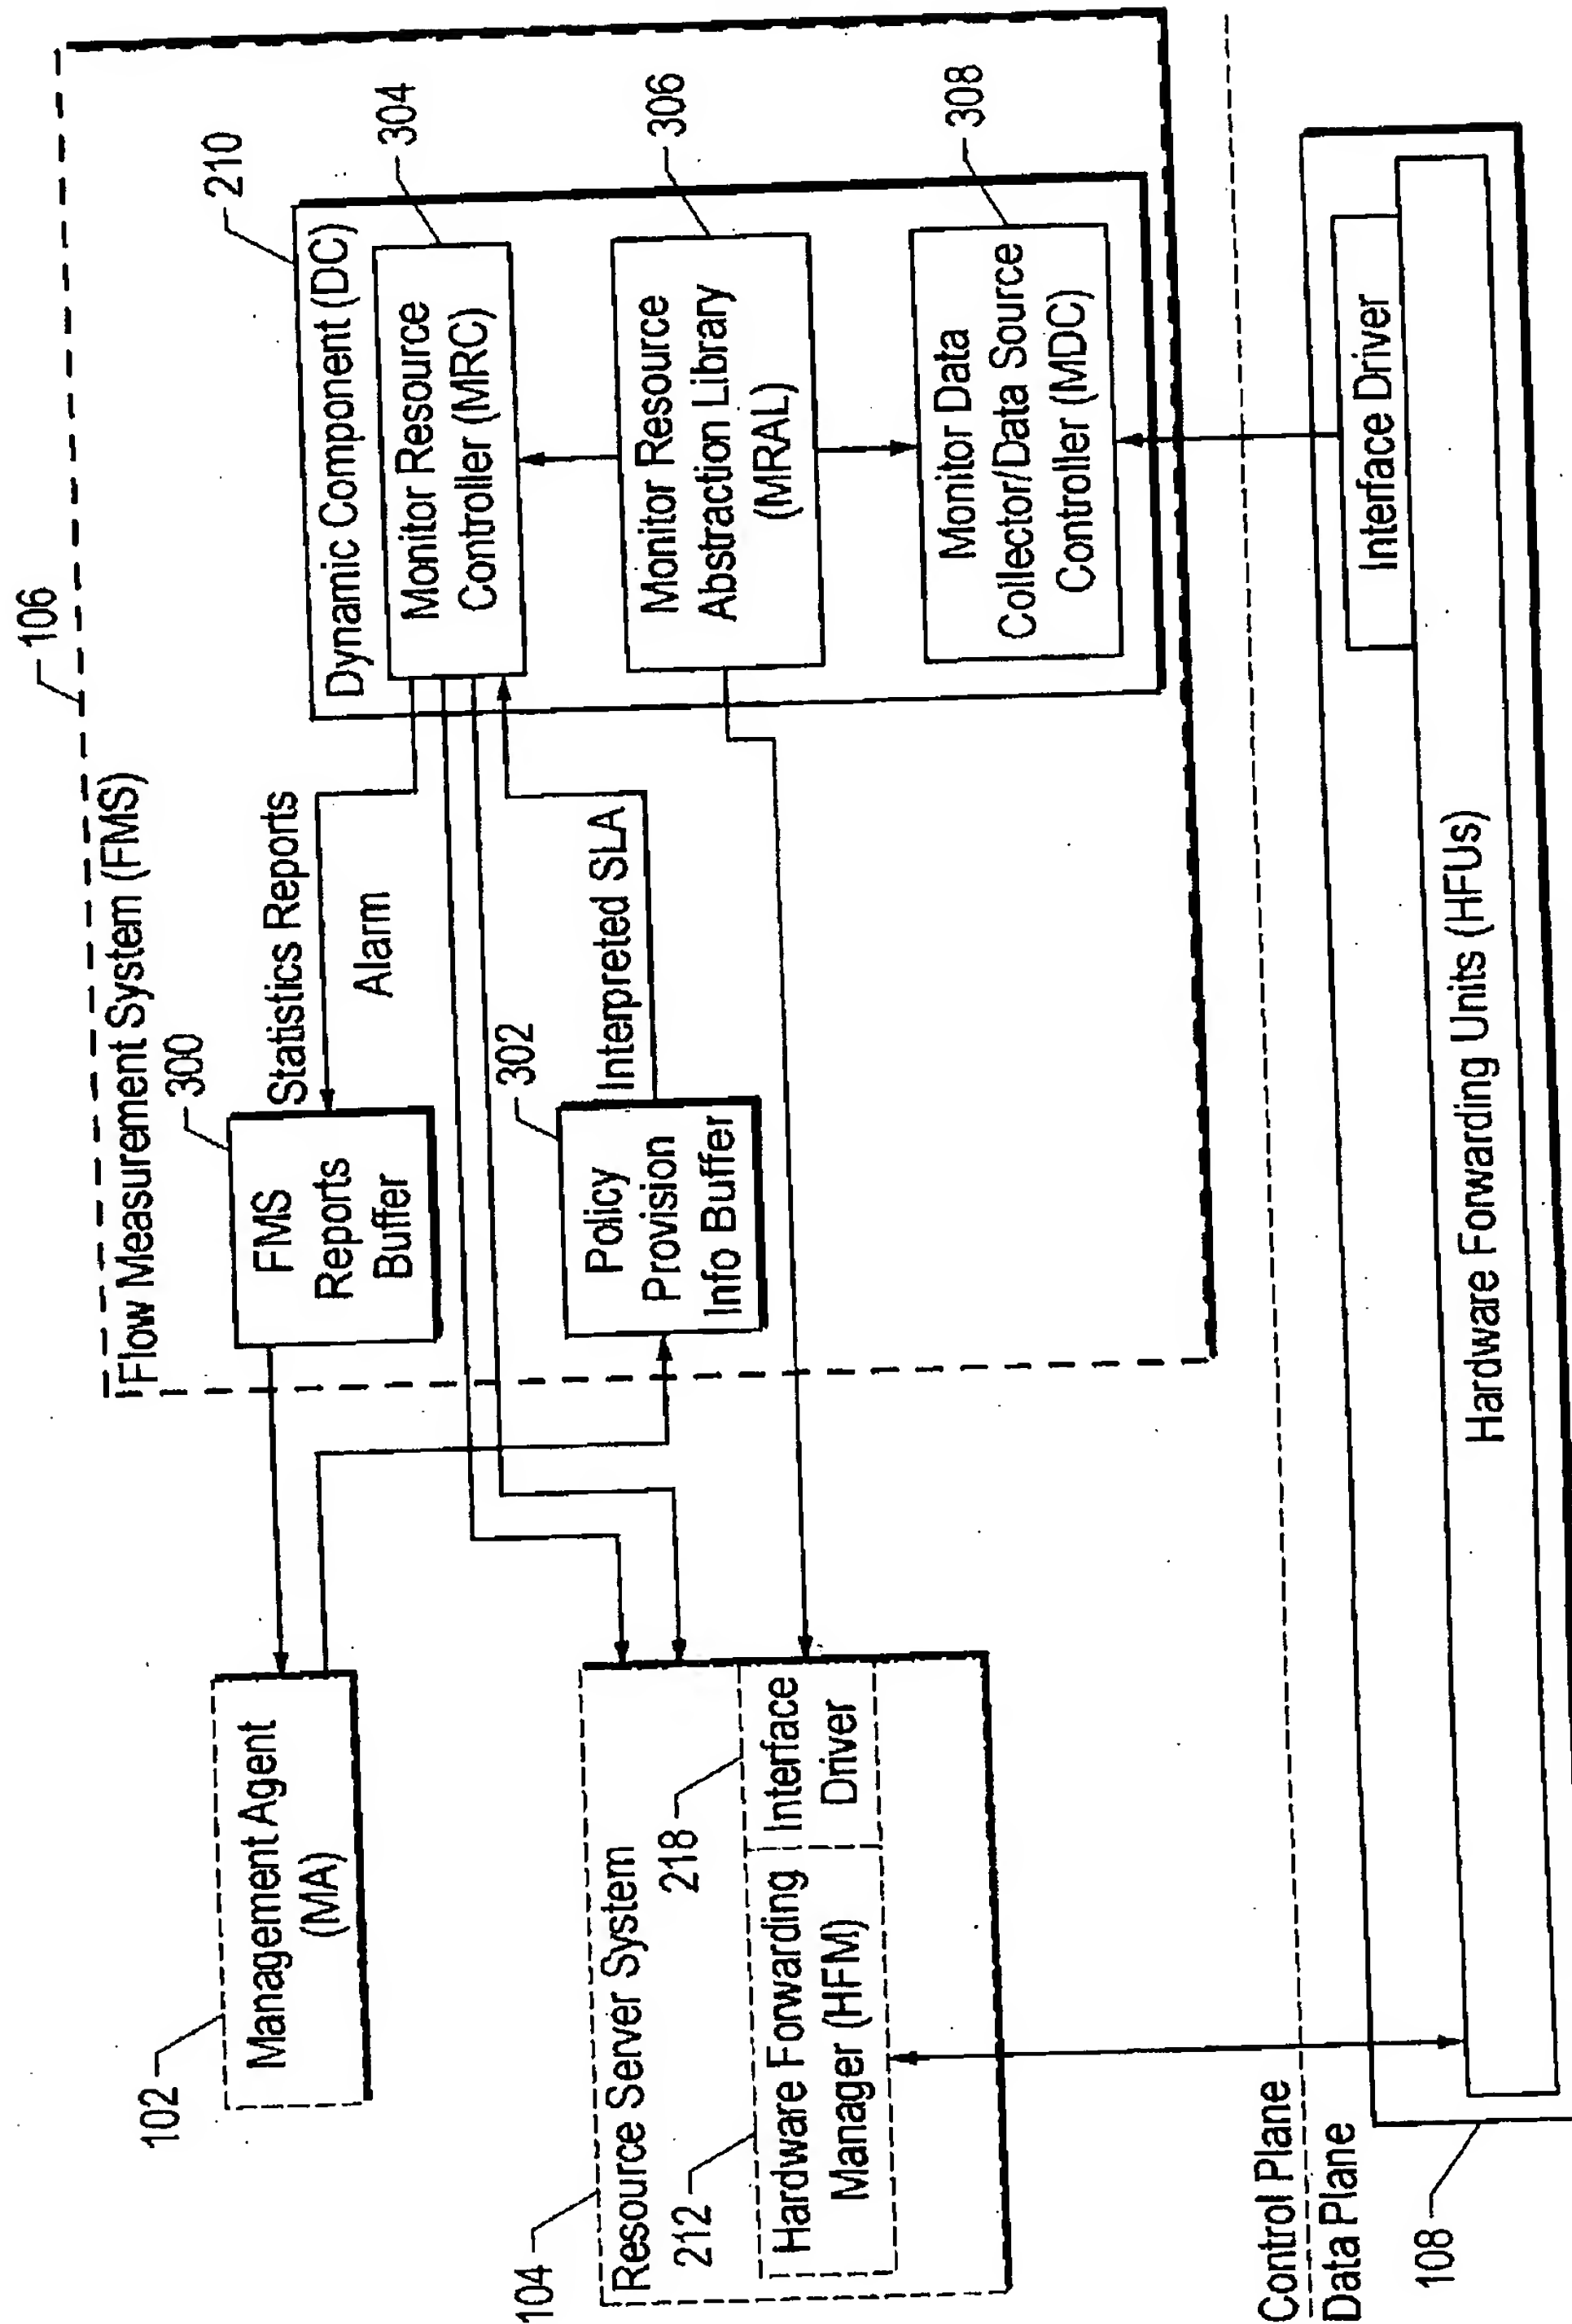 106
Flow Measurement System (FMS)
210
Dynamic Component (DC)
304
Monitor Resource
Controller (MRC)
306
Monitor Resource
Abstraction Library
(MRAL)
308
Monitor Data
Collector/Data Source
Controller (MDC)
300
FMS
Reports
Buffer
Statistics Reports
Alarm
302
Policy
Provision
Info Buffer
Interpreted SLA
102
Management Agent
(MA)
104
Resource Server System
212
Hardware Forwarding
Manager (HFM)
218
Interface
Driver
Control Plane
Data Plane
108
Hardware Forwarding Units (HFUs)
Interface Driver